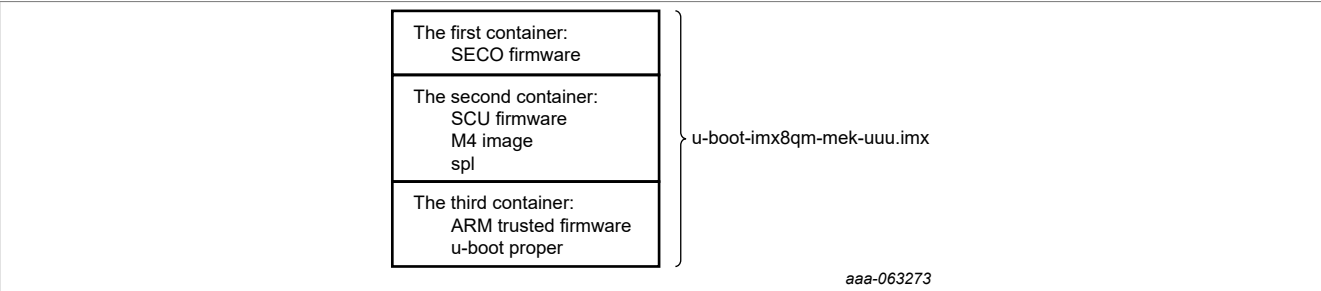 The first container:
SECO firmware
The second container:
SCU firmware
M4 image
spl
The third container:
ARM trusted firmware
u-boot proper
u-boot-imx8qm-mek-uuu.imx
aaa-063273